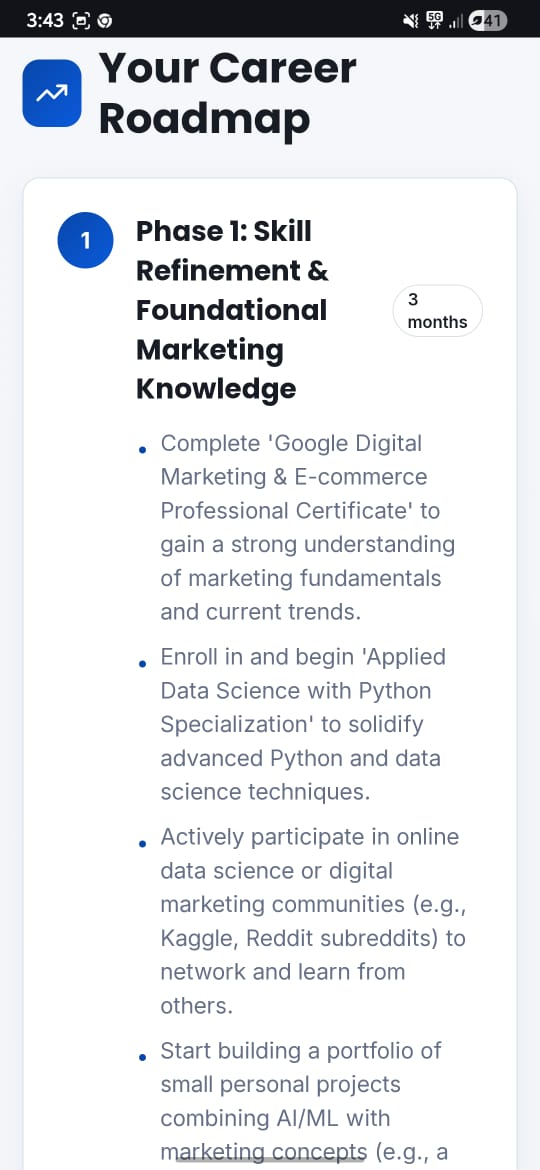 3:43
5G
41
Your Career
Roadmap
1
Phase 1: Skill
Refinement &
Foundational
Marketing
Knowledge
3
months
• Complete 'Google Digital
Marketing & E-commerce
Professional Certificate' to
gain a strong understanding
of marketing fundamentals
and current trends.
• Enroll in and begin 'Applied
Data Science with Python
Specialization' to solidify
advanced Python and data
science techniques.
• Actively participate in online
data science or digital
marketing communities (e.g.,
Kaggle, Reddit subreddits) to
network and learn from
others.
• Start building a portfolio of
small personal projects
combining AI/ML with
marketing concepts (e.g., a